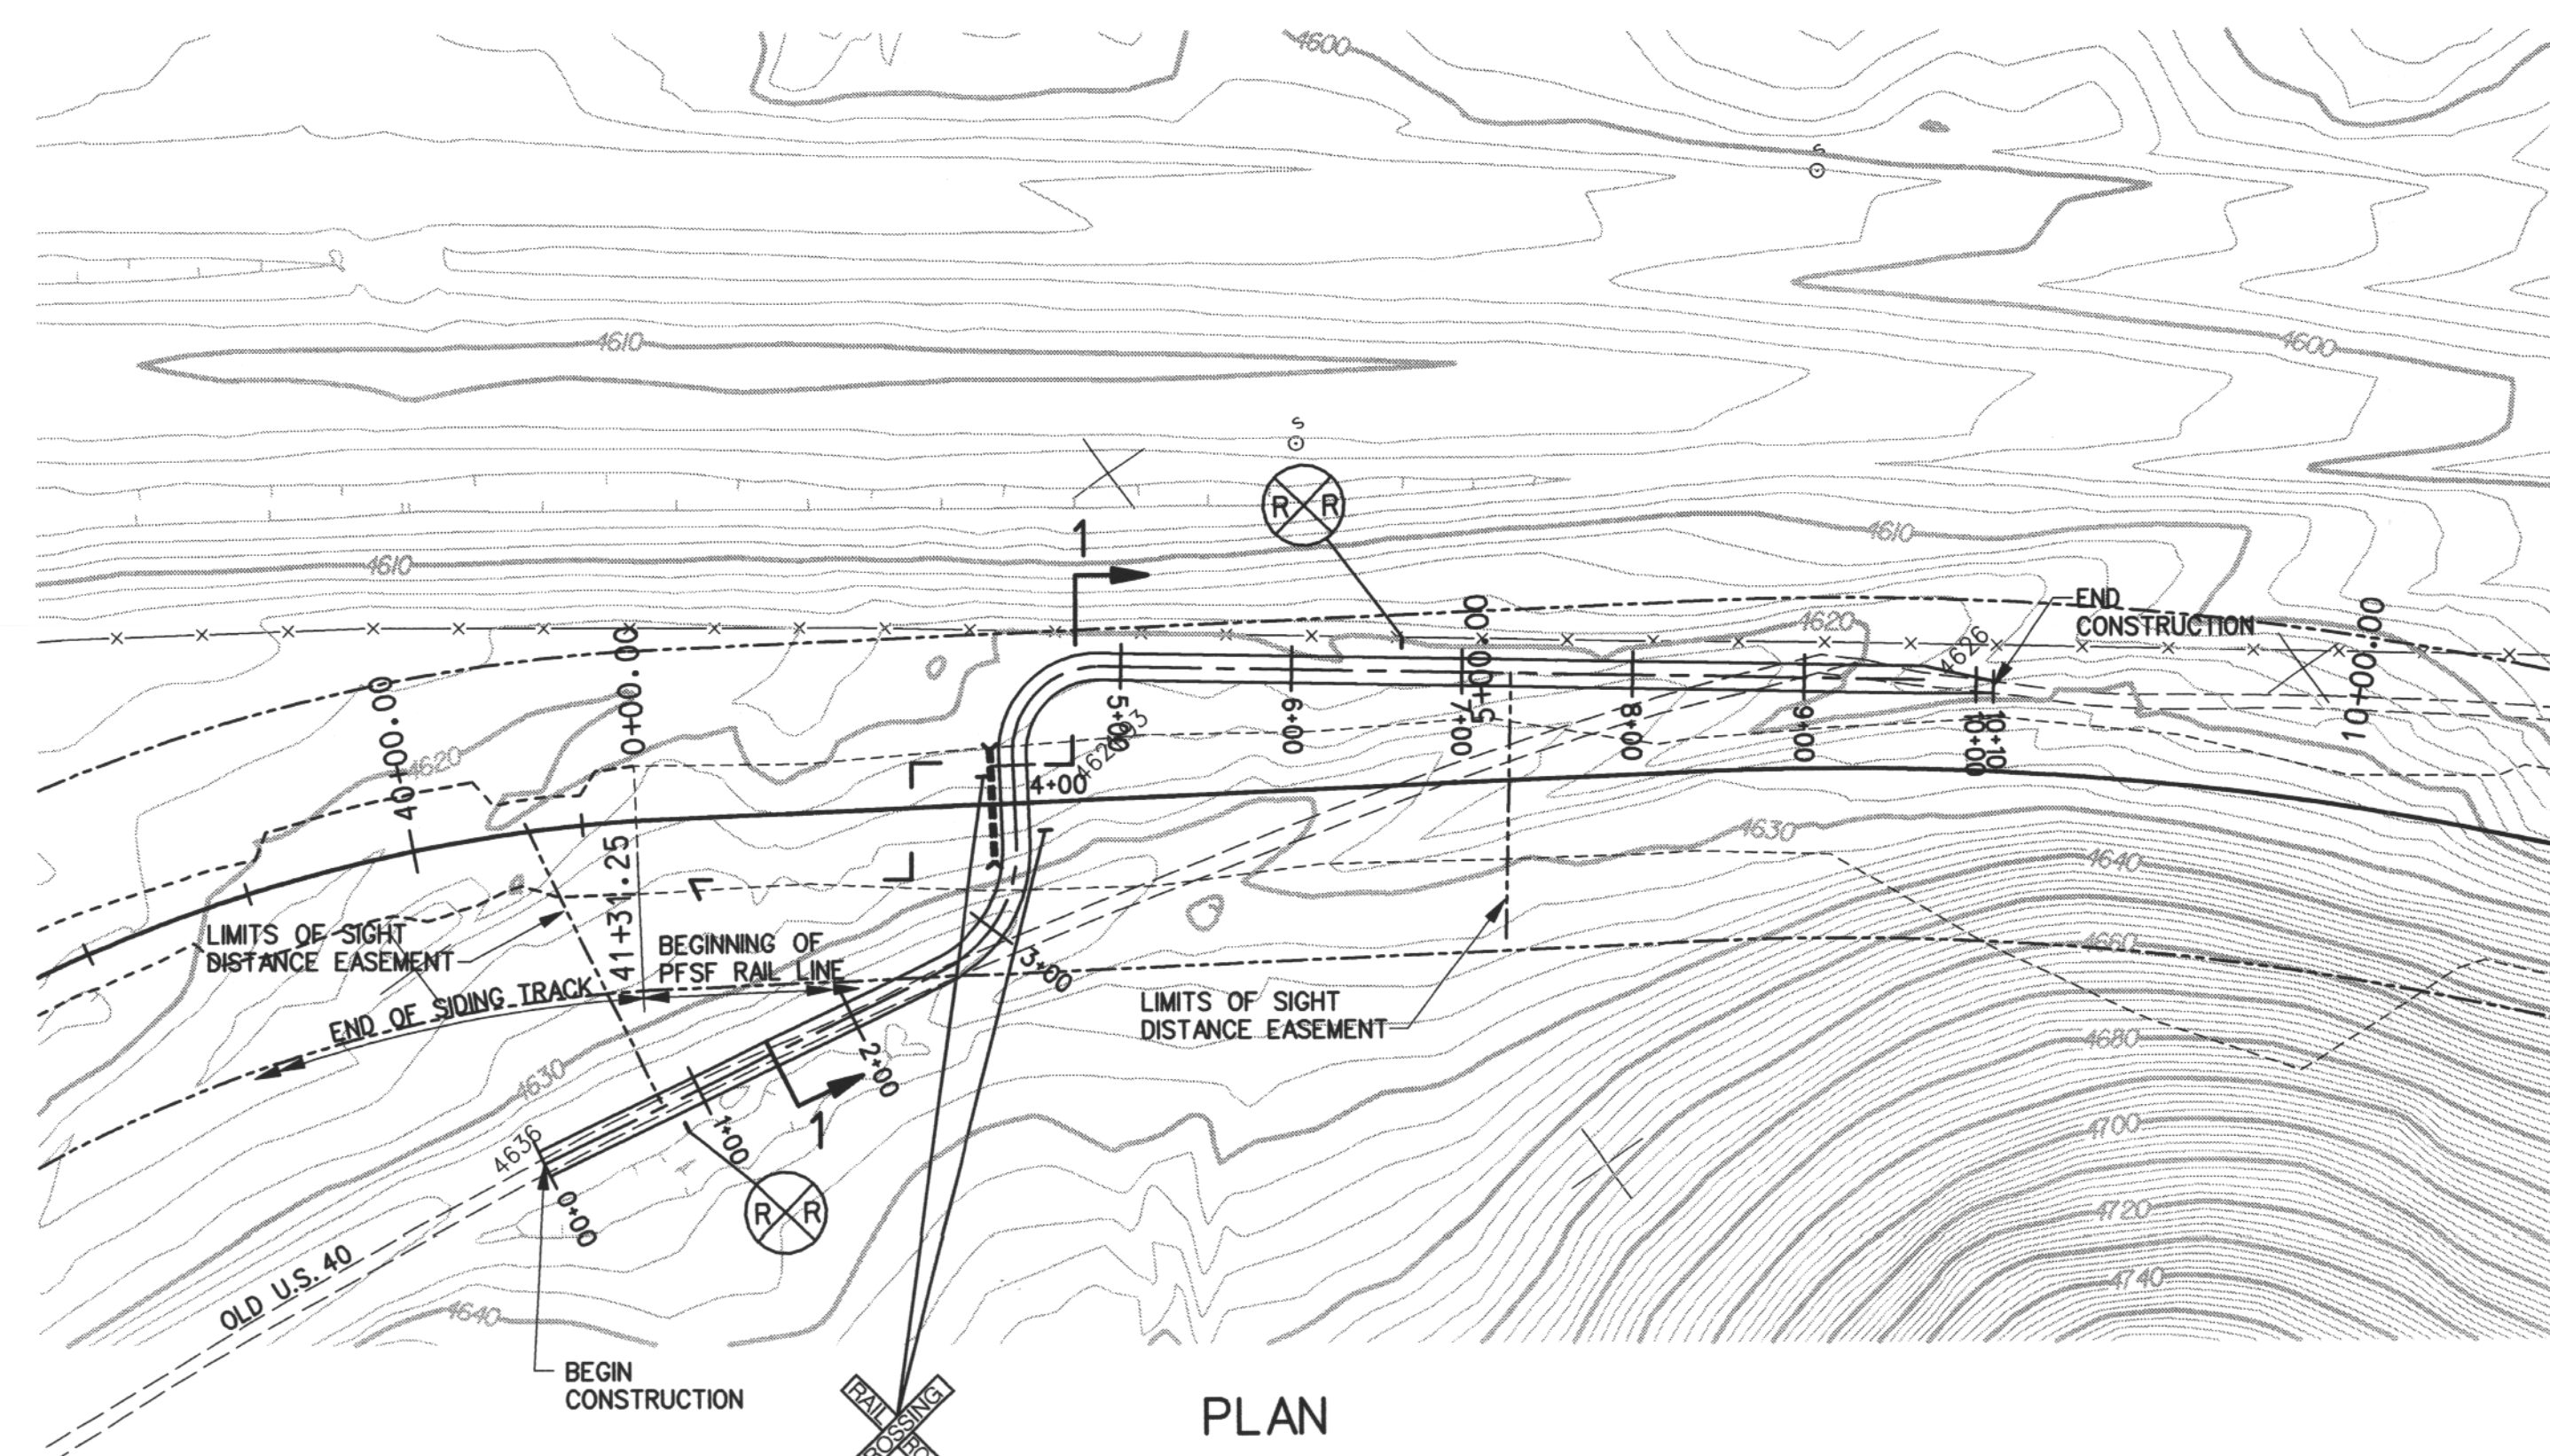 4600
S
4610
4600
S
R R
1
4610
4610
END
CONSTRUCTION
4620
4626
40+00.00
0+00.00
5+00.00
10+00.00
4620
5+00
6+00
7+00
8+00
9+00
10+00
10+10
4+00
4630
4640
41+31.25
LIMITS OF SIGHT
DISTANCE EASEMENT
BEGINNING OF
PFSF RAIL LINE
END OF SIDING TRACK
3+00
4660
LIMITS OF SIGHT
DISTANCE EASEMENT
4680
4630
2+00
4636
1+00
1
4700
0+00
R R
4720
OLD U.S. 40
4740
4640
BEGIN
CONSTRUCTION
RAIL
CROSSING
PLAN